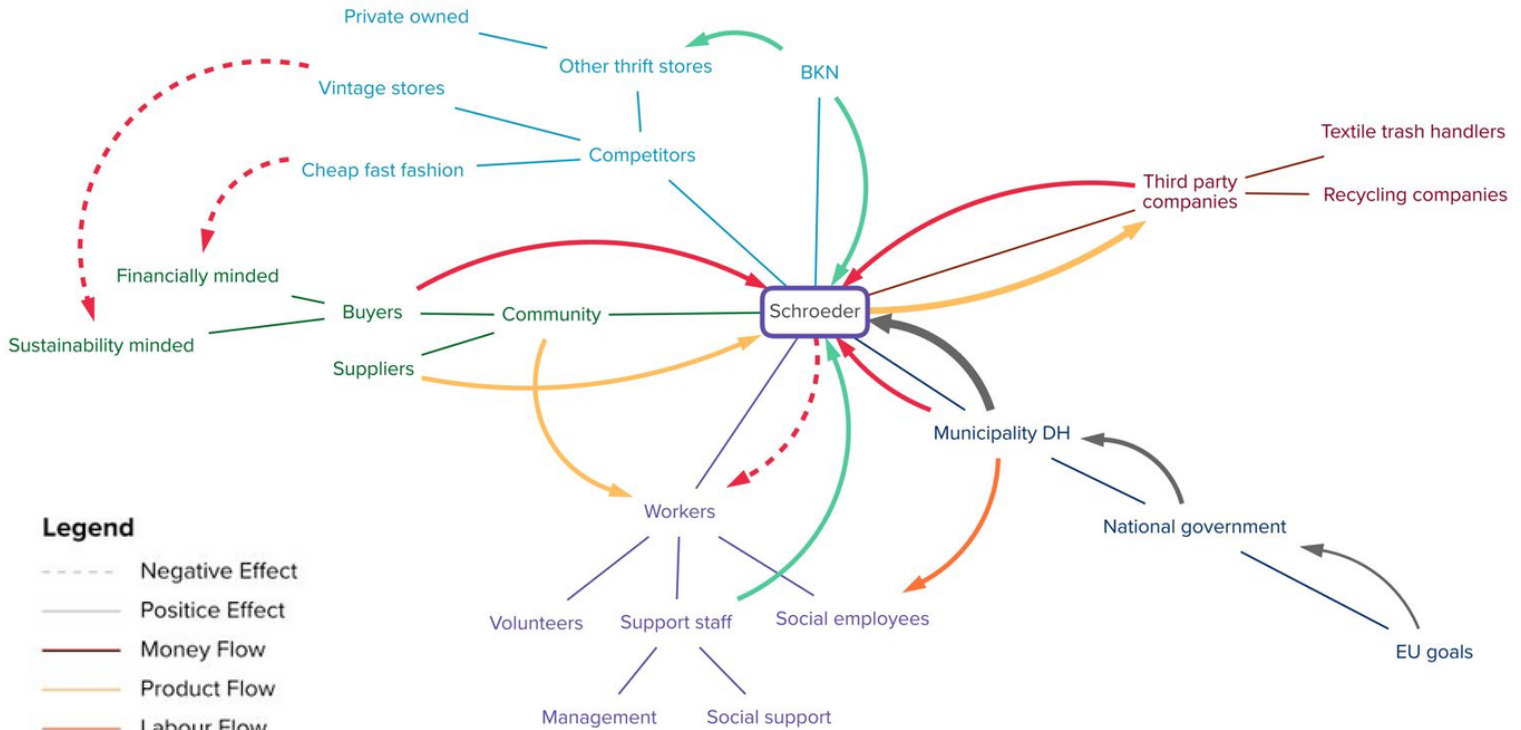 Private owned
Other thrift stores
BKN
Vintage stores
Textile trash handlers
Competitors
Cheap fast fashion
Third party
companies
Recycling companies
Financially minded
Buyers
Community
Schroeder
Sustainability minded
Suppliers
Municipality DH
Workers
National government
Legend
Negative Effect
Positice Effect
Money Flow
Product Flow
Labour Flow
Volunteers
Support staff
Social employees
EU goals
Management
Social support